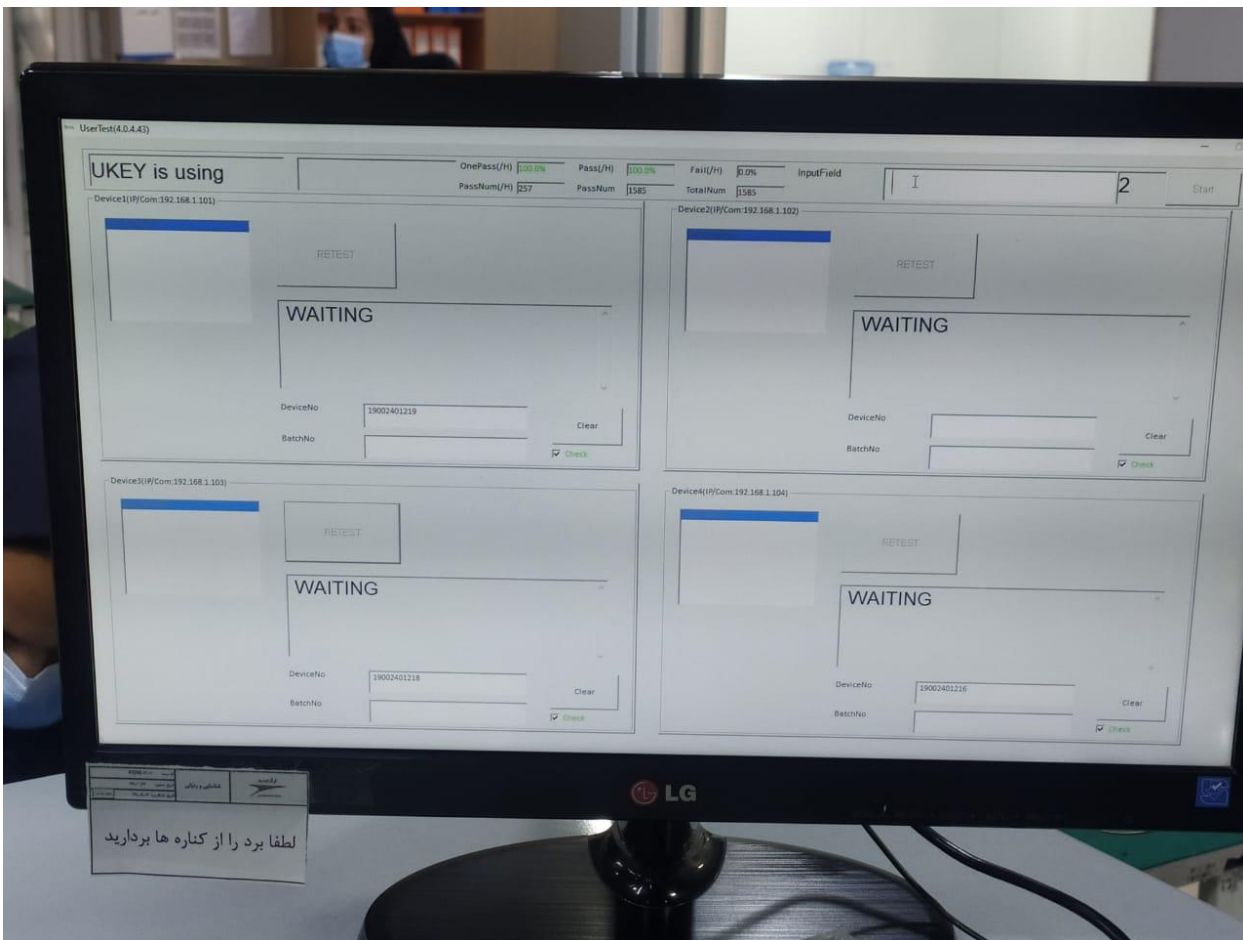 UserTest(4.0.4.43)
UKEY is using
OnePass(/H) 100.0% Pass(/H) 100.0% Fail(/H) 0.0% InputField 2 Start
PassNum(/H) 257 PassNum 1585 TotalNum 1585
Device1(IP/Com:192.168.1.101)
RETEST
WAITING
DeviceNo 19002401219
Clear
BatchNo
Check
Device2(IP/Com:192.168.1.102)
RETEST
WAITING
DeviceNo
Clear
BatchNo
Check
Device3(IP/Com:192.168.1.103)
RETEST
WAITING
DeviceNo 19002401218
Clear
BatchNo
Check
Device4(IP/Com:192.168.1.104)
RETEST
WAITING
DeviceNo 19002401216
Clear
BatchNo
Check
LG
لطفا برد را از کناره ها بردارید